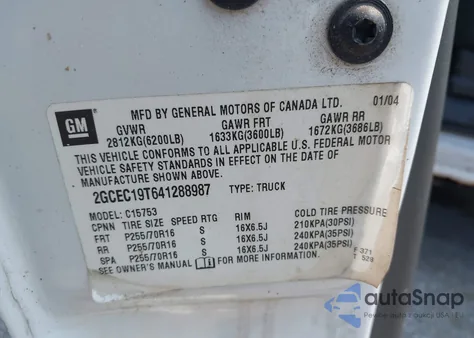 GM
MFD BY GENERAL MOTORS OF CANADA LTD. 01/04
GVWR GAWR FRT GAWR RR
2812KG(6200LB) 1633KG(3600LB) 1672KG(3686LB)
THIS VEHICLE CONFORMS TO ALL APPLICABLE U.S. FEDERAL MOTOR
VEHICLE SAFETY STANDARDS IN EFFECT ON THE DATE OF
MANUFACTURE SHOWN ABOVE.
2GCEC19T641288987 TYPE: TRUCK
MODEL: C15753
CPNN TIRE SIZE SPEED RTG RIM COLD TIRE PRESSURE
FRT P255/70R16 S 16X6.5J 210KPA(30PSI)
RR P255/70R16 S 16X6.5J 240KPA(35PSI)
SPA P255/70R16 S 16X6.5J 240KPA(35PSI)
SEE OWNER'S MANUAL FOR MORE INFORMATION.
F 371
T 528
autoSnap